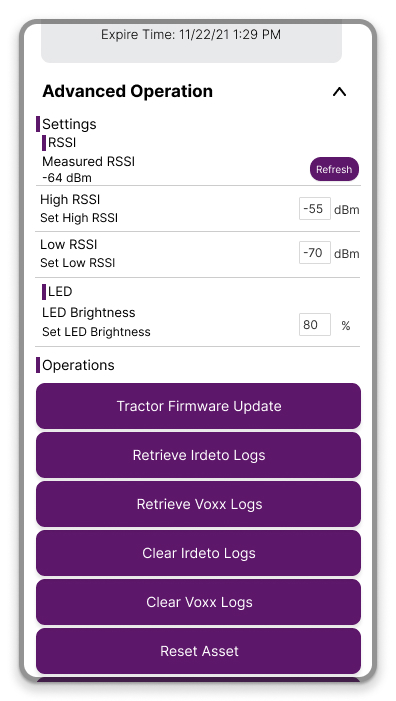 Expire Time: 11/22/21 1:29 PM
Advanced Operation
Settings
RSSI
Measured RSSI
-64 dBm
Refresh
High RSSI
Set High RSSI
-55 dBm
Low RSSI
Set Low RSSI
-70 dBm
LED
LED Brightness
Set LED Brightness
80 %
Operations
Tractor Firmware Update
Retrieve Irdeto Logs
Retrieve Voxx Logs
Clear Irdeto Logs
Clear Voxx Logs
Reset Asset